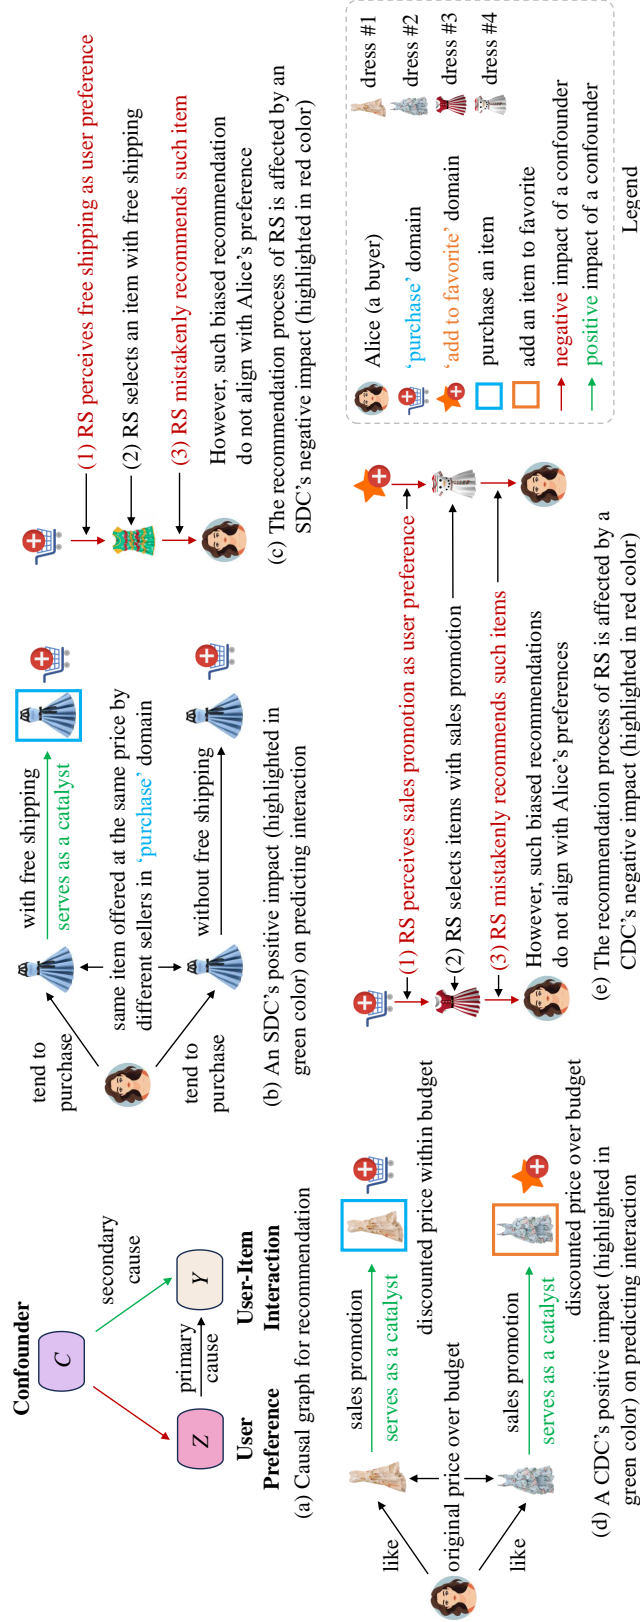 Confounder
C
secondary
cause
Z
primary
cause
Y
User
Preference
User-Item
Interaction
(a) Causal graph for recommendation
tend to
purchase
with free shipping
serves as a catalyst
same item offered at the same price by
different sellers in ‘purchase’ domain
tend to
purchase
without free shipping
(b) An SDC’s positive impact (highlighted in
green color) on predicting interaction
(1) RS perceives free shipping as user preference
(2) RS selects an item with free shipping
(3) RS mistakenly recommends such item
However, such biased recommendation
do not align with Alice’s preference
(c) The recommendation process of RS is affected by an
SDC’s negative impact (highlighted in red color)
like
sales promotion
serves as a catalyst
discounted price within budget
original price over budget
like
sales promotion
serves as a catalyst
discounted price over budget
(d) A CDC’s positive impact (highlighted in
green color) on predicting interaction
(1) RS perceives sales promotion as user preference
(2) RS selects items with sales promotion
(3) RS mistakenly recommends such items
However, such biased recommendations
do not align with Alice’s preferences
(e) The recommendation process of RS is affected by a
CDC’s negative impact (highlighted in red color)
Alice (a buyer)
dress #1
‘purchase’ domain
dress #2
‘add to favorite’ domain
dress #3
purchase an item
dress #4
add an item to favorite
negative impact of a confounder
positive impact of a confounder
Legend